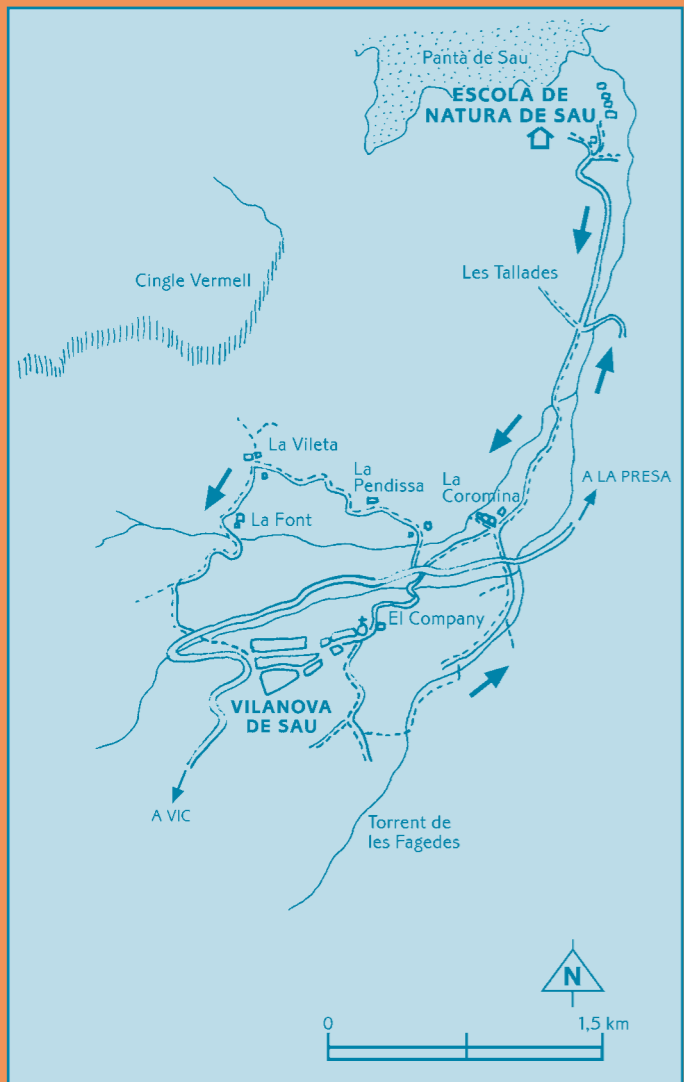 Pantà de Sau
ESCOLA DE
NATURA DE SAU
Cingle Vermell
Les Tallades
La Vileta
La
Pendissa
La
Coromina
A LA PRESA
La Font
El Company
VILANOVA
DE SAU
A VIC
Torrent de
les Fagedes
N
0
1,5 km